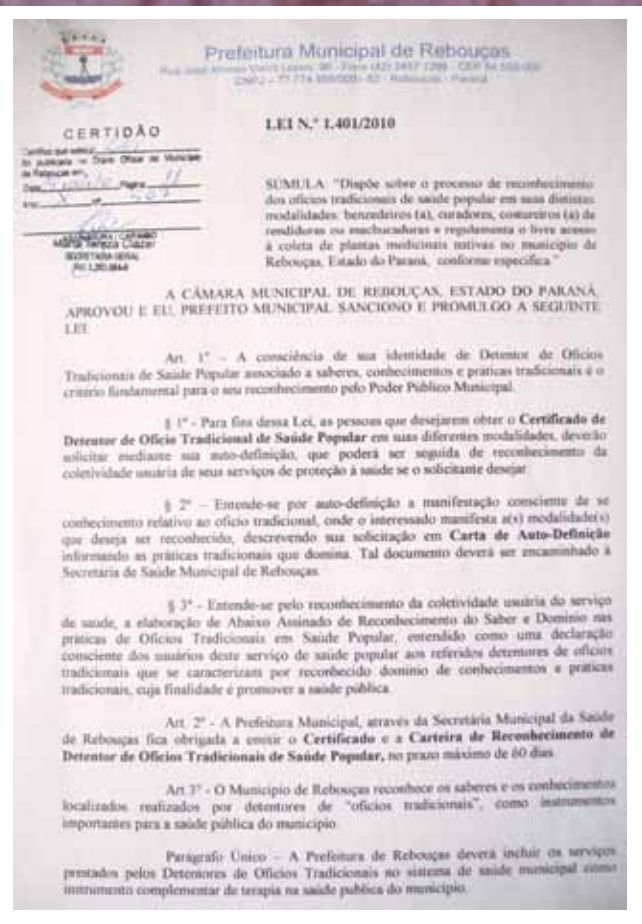 Prefeitura Municipal de Rebouças
CERTIDÃO
LEI N.º 1.401/2010
SÚMULA: "Dispõe sobre o processo de reconhecimento
dos ofícios tradicionais de saúde popular em suas distintas
modalidades: benzedeiros (a), curadores, costureiros (a) de
rendiduras ou machucaduras e regulamenta o livre acesso
à coleta de plantas medicinais nativas no município de
Rebouças, Estado do Paraná, conforme especifica."
A CÂMARA MUNICIPAL DE REBOUÇAS, ESTADO DO PARANÁ,
APROVOU E EU, PREFEITO MUNICIPAL SANCIONO E PROMULGO A SEGUINTE
LEI
Art. 1º - A consciência de sua identidade de Detentor de Ofícios
Tradicionais de Saúde Popular associado a saberes, conhecimentos e práticas tradicionais é o
critério fundamental para o seu reconhecimento pelo Poder Público Municipal.
§ 1º - Para fins dessa Lei, as pessoas que desejarem obter o Certificado de
Detentor de Ofício Tradicional de Saúde Popular em suas diferentes modalidades, deverão
solicitar mediante sua auto-definição, que poderá ser seguida de reconhecimento da
coletividade usuária de seus serviços de proteção à saúde se o solicitante desejar.
§ 2º – Entende-se por auto-definição a manifestação consciente de se
conhecimento relativo ao ofício tradicional, onde o interessado manifesta a(s) modalidade(s)
que deseja ser reconhecido, descrevendo sua solicitação em Carta de Auto-Definição
informando as práticas tradicionais que domina. Tal documento deverá ser encaminhado à
Secretaria de Saúde Municipal de Rebouças.
§ 3º - Entende-se pelo reconhecimento da coletividade usuária do serviço
de saúde, a elaboração de Abaixo Assinado de Reconhecimento do Saber e Domínio nas
práticas de Ofícios Tradicionais em Saúde Popular, entendido como uma declaração
consciente dos usuários deste serviço de saúde popular aos referidos detentores de ofícios
tradicionais que se caracterizam por reconhecido domínio de conhecimentos e práticas
tradicionais, cuja finalidade é promover a saúde pública.
Art. 2º - A Prefeitura Municipal, através da Secretária Municipal da Saúde
de Rebouças fica obrigada a emitir o Certificado e a Carteira de Reconhecimento de
Detentor de Ofícios Tradicionais de Saúde Popular, no prazo máximo de 60 dias.
Art.3º - O Município de Rebouças reconhece os saberes e os conhecimentos
localizados realizados por detentores de "ofícios tradicionais", como instrumentos
importantes para a saúde pública do município.
Parágrafo Único – A Prefeitura de Rebouças deverá incluir os serviços
prestados pelos Detentores de Ofícios Tradicionais no sistema de saúde municipal como
instrumento complementar de terapia na saúde publica do município.